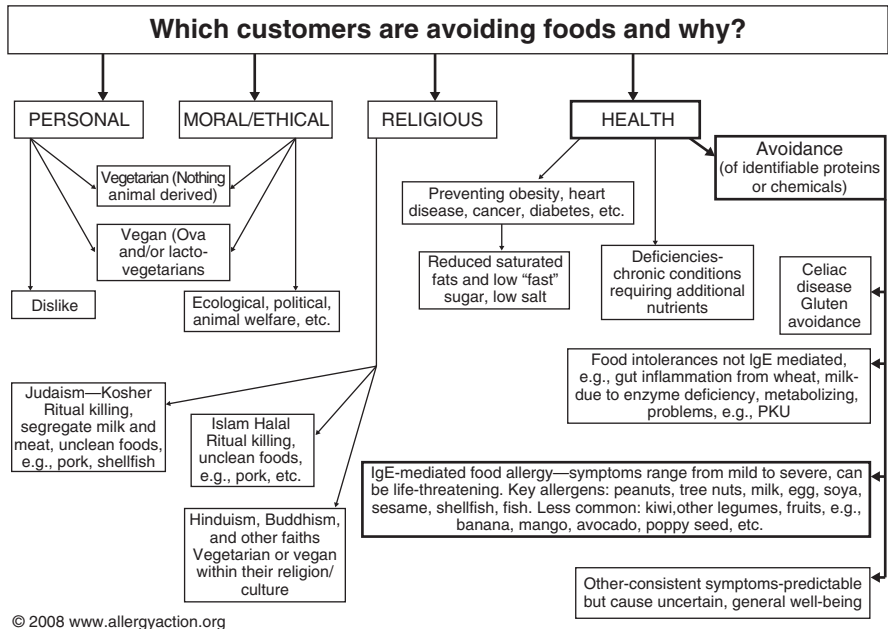 Which customers are avoiding foods and why?
PERSONAL
MORAL/ETHICAL
RELIGIOUS
HEALTH
Avoidance
(of identifiable proteins
or chemicals)
Vegetarian (Nothing
animal derived)
Vegan (Ova
and/or lacto-
vegetarians
Dislike
Ecological, political,
animal welfare, etc.
Preventing obesity, heart
disease, cancer, diabetes, etc.
Reduced saturated
fats and low “fast”
sugar, low salt
Deficiencies-
chronic conditions
requiring additional
nutrients
Celiac
disease
Gluten
avoidance
Food intolerances not IgE mediated,
e.g., gut inflammation from wheat, milk-
due to enzyme deficiency, metabolizing,
problems, e.g., PKU
Judaism—Kosher
Ritual killing,
segregate milk and
meat, unclean foods,
e.g., pork, shellfish
Islam Halal
Ritual killing,
unclean foods,
e.g., pork, etc.
IgE-mediated food allergy—symptoms range from mild to severe, can
be life-threatening. Key allergens: peanuts, tree nuts, milk, egg, soya,
sesame, shellfish, fish. Less common: kiwi,other legumes, fruits, e.g.,
banana, mango, avocado, poppy seed, etc.
Hinduism, Buddhism,
and other faiths
Vegetarian or vegan
within their religion/
culture
Other-consistent symptoms-predictable
but cause uncertain, general well-being
© 2008 www.allergyaction.org